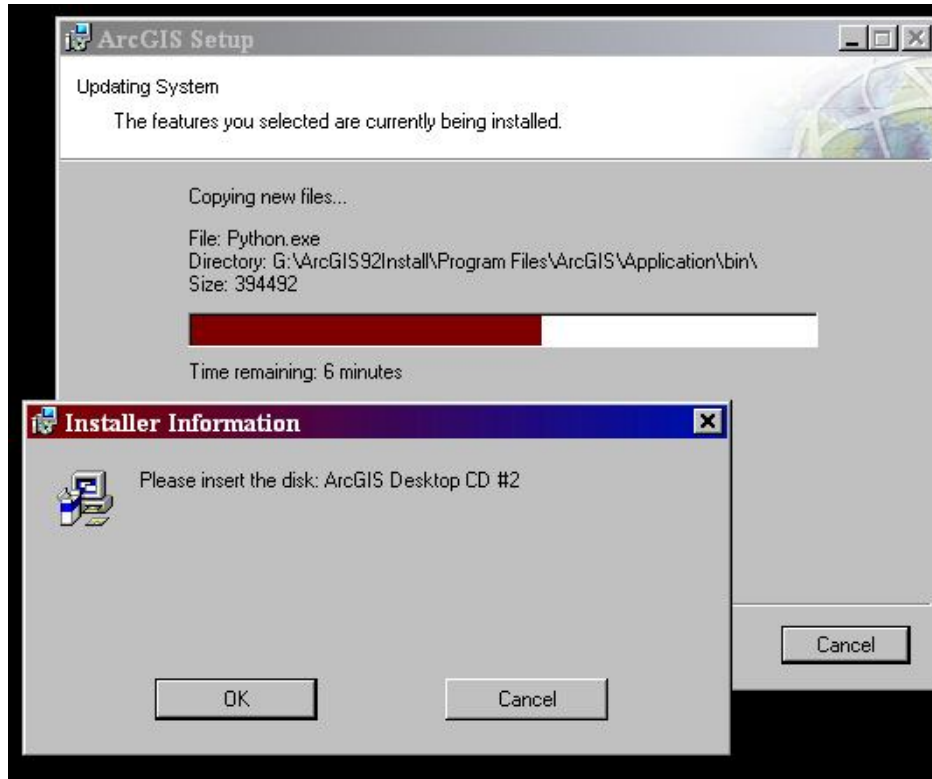 ArcGIS Setup
Updating System
The features you selected are currently being installed.
Copying new files...
File: Python.exe
Directory: G:\ArcGIS92Install\Program Files\ArcGIS\Application\bin\
Size: 394492
Time remaining: 6 minutes
Cancel
Installer Information
Please insert the disk: ArcGIS Desktop CD #2
OK
Cancel